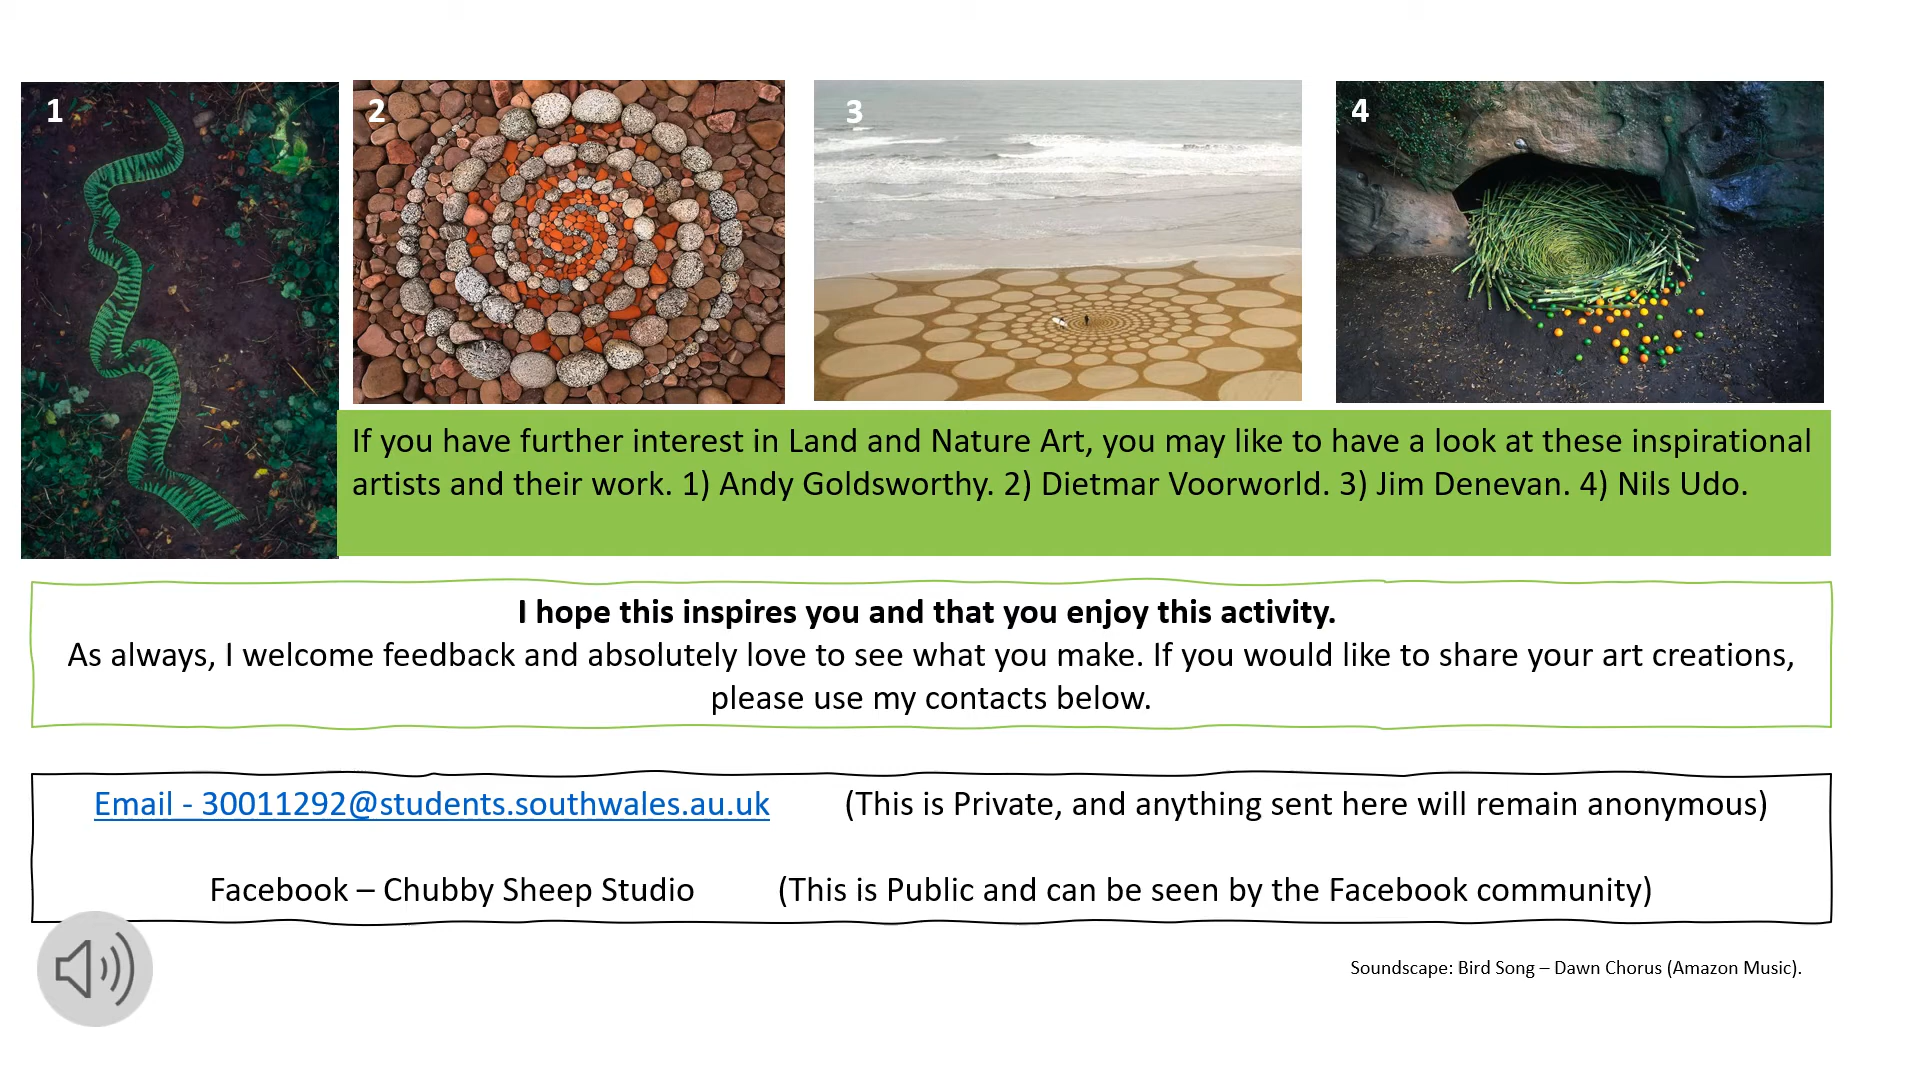 1
2
3
4
If you have further interest in Land and Nature Art, you may like to have a look at these inspirational
artists and their work. 1) Andy Goldsworthy. 2) Dietmar Voorworld. 3) Jim Denevan. 4) Nils Udo.
I hope this inspires you and that you enjoy this activity.
As always, I welcome feedback and absolutely love to see what you make. If you would like to share your art creations,
please use my contacts below.
Email - 30011292@students.southwales.au.uk (This is Private, and anything sent here will remain anonymous)
Facebook – Chubby Sheep Studio (This is Public and can be seen by the Facebook community)
Soundscape: Bird Song – Dawn Chorus (Amazon Music).